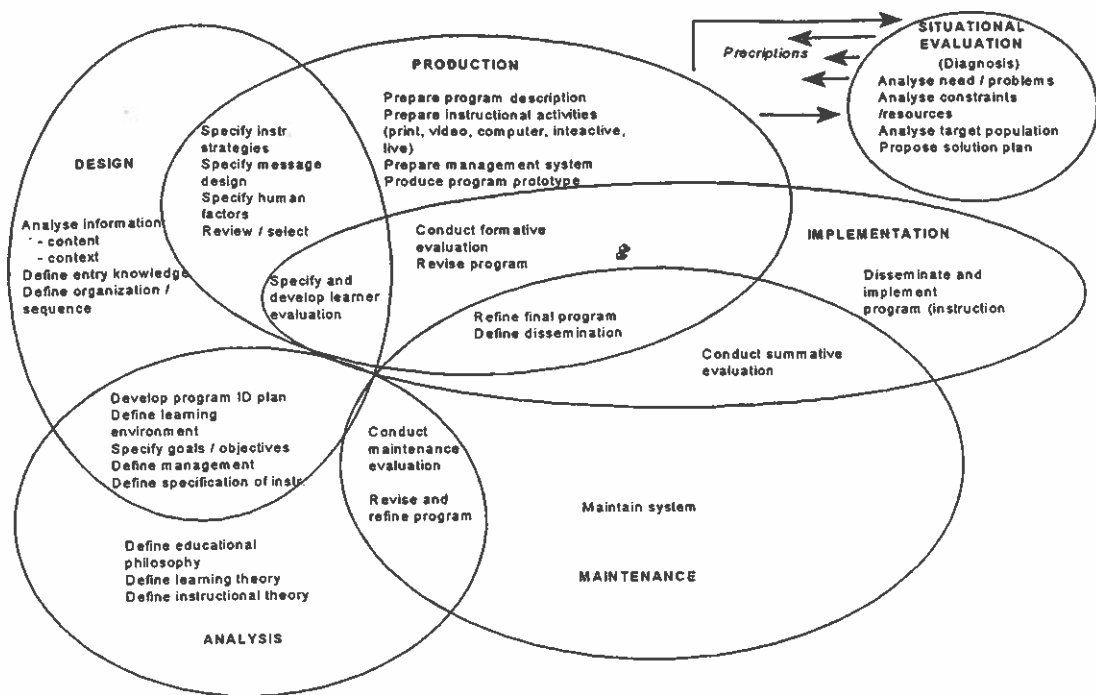 SITUATIONAL
EVALUATION
(Diagnosis)
Analyse need / problems
Analyse constraints
/resources
Analyse target population
Propose solution plan
Precriptions
PRODUCTION
Prepare program description
Prepare instructional activities
(print, video, computer, inteactive,
live)
Prepare management system
Produce program prototype
Specify instr.
strategies
Specify message
design
Specify human
factors
Review / select
DESIGN
Analyse information
- content
- context
Define entry knowledge
Define organization /
sequence
Conduct formative
evaluation
Revise program
IMPLEMENTATION
Disseminate and
implement
program (instruction
Specify and
develop learner
evaluation
Refine final program
Define dissemination
Conduct summative
evaluation
Develop program ID plan
Define learning
environment
Specify goals / objectives
Define management
Define specification of instr.
Conduct
maintenance
evaluation
Revise and
refine program
Maintain system
MAINTENANCE
Define educational
philosophy
Define learning theory
Define instructional theory
ANALYSIS